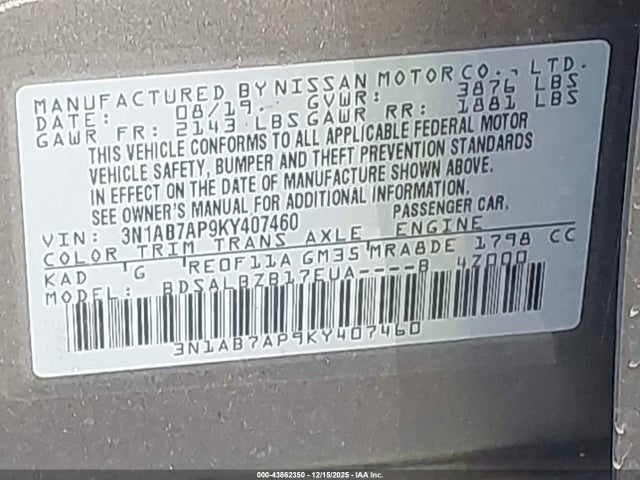 MANUFACTURED BY NISSAN MOTOR CO., LTD.
DATE: 08/19 GVWR: 3876 LBS
GAWR FR: 2143 LBS GAWR RR: 1881 LBS
THIS VEHICLE CONFORMS TO ALL APPLICABLE FEDERAL MOTOR
VEHICLE SAFETY, BUMPER AND THEFT PREVENTION STANDARDS
IN EFFECT ON THE DATE OF MANUFACTURE SHOWN ABOVE.
SEE OWNER'S MANUAL FOR ADDITIONAL INFORMATION.
VIN: 3N1AB7AP9KY407460 PASSENGER CAR.
COLOR TRIM TRANS AXLE ENGINE
KAD G RE0F11A GM35 MRA8DE 1798 CC
MODEL: BDSALBZB17EUA----B 4Z000
3N1AB7AP9KY407460
000-43862350 - 12/15/2025 - IAA Inc.